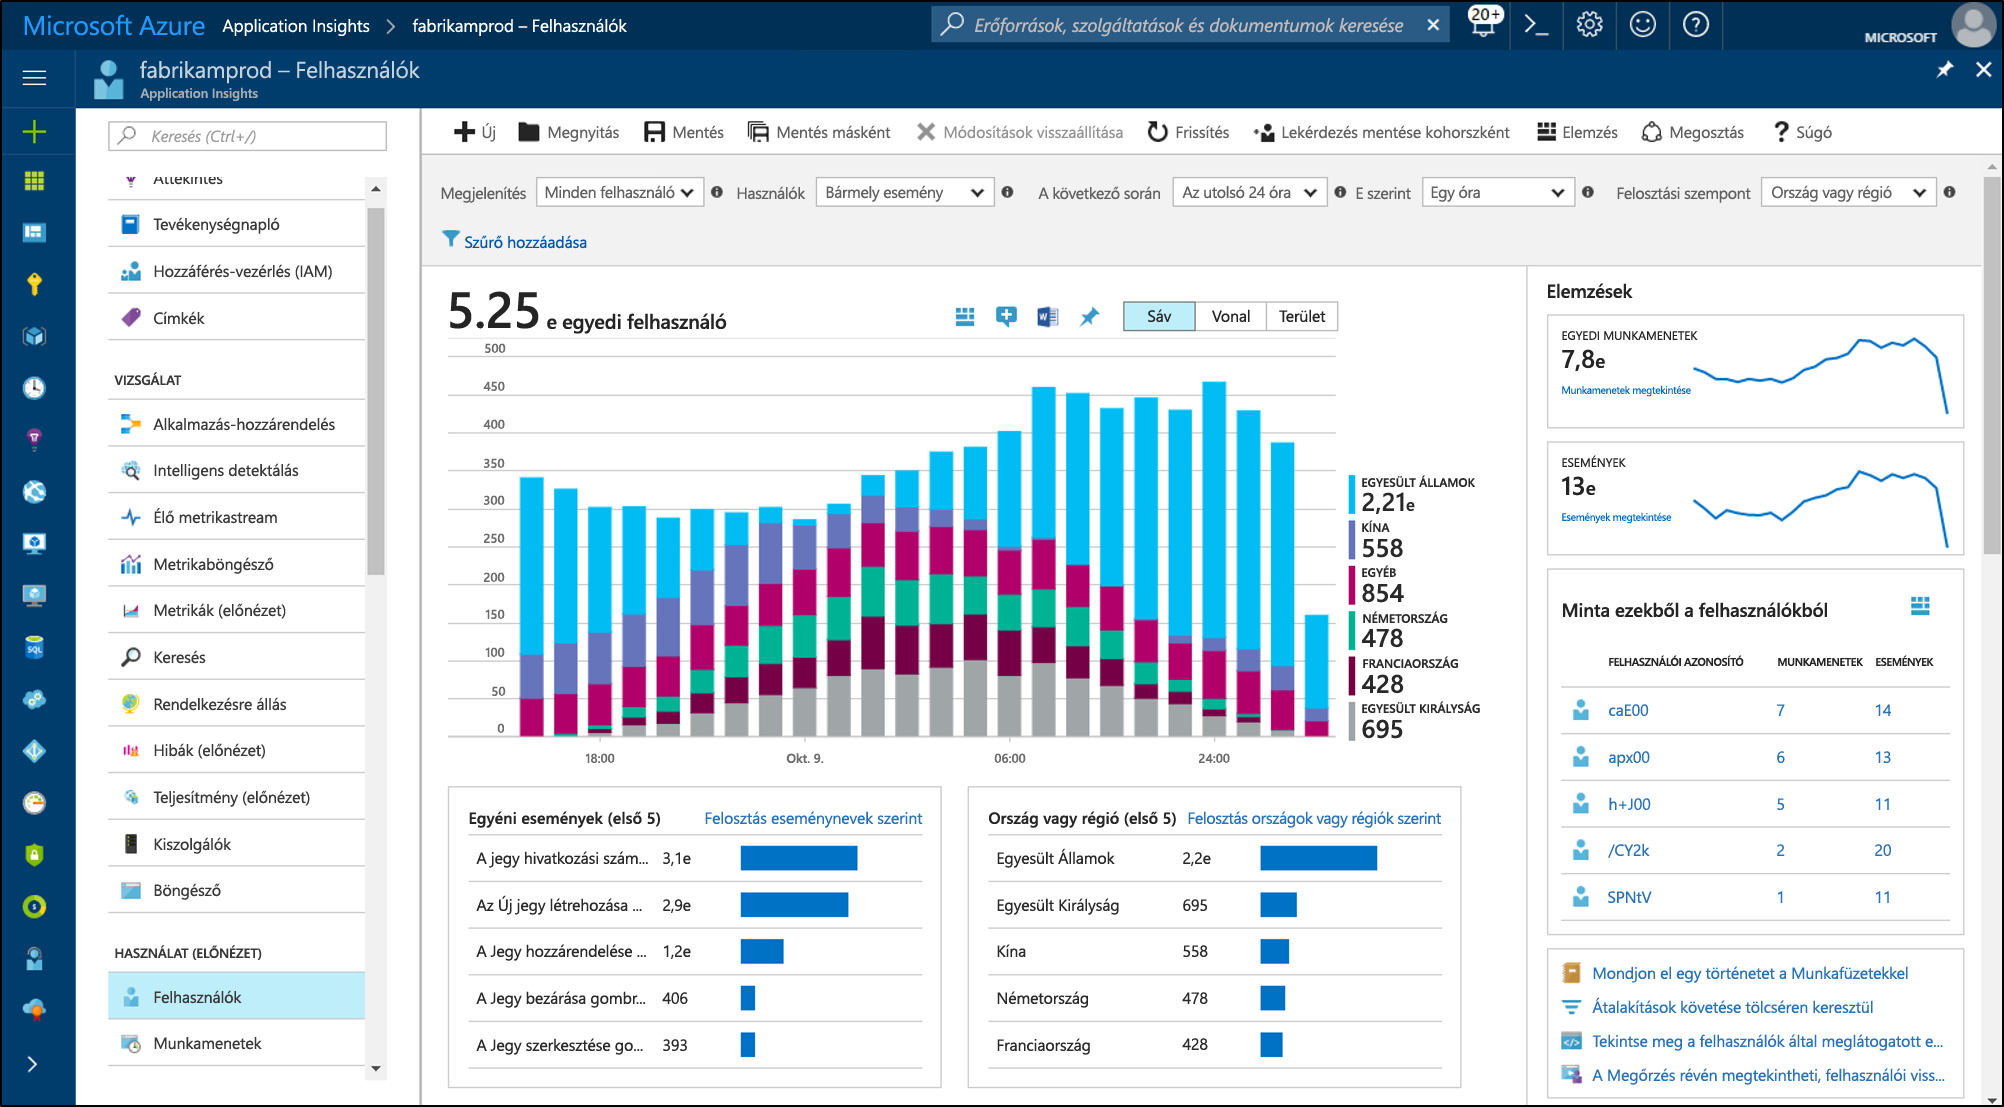 Microsoft Azure Application Insights > fabrikamprod – Felhasználók
Erőforrások, szolgáltatások és dokumentumok keresése
20+
MICROSOFT
fabrikamprod – Felhasználók
Application Insights
Keresés (Ctrl+/)
Áttekintés
Tevékenységnapló
Hozzáférés-vezérlés (IAM)
Címkék
VIZSGÁLAT
Alkalmazás-hozzárendelés
Intelligens detektálás
Élő metrikastream
Metrikaböngésző
Metrikák (előnézet)
Keresés
Rendelkezésre állás
Hibák (előnézet)
Teljesítmény (előnézet)
Kiszolgálók
Böngésző
HASZNÁLAT (ELŐNÉZET)
Felhasználók
Munkamenetek
SQL
Új Megnyitás Mentés Mentés másként Módosítások visszaállítása Frissítés Lekérdezés mentése kohorszként Elemzés Megosztás Súgó
Megjelenítés Minden felhasználó Használók Bármely esemény A következő során Az utolsó 24 óra E szerint Egy óra Felosztási szempont Ország vagy régió
Szűrő hozzáadása
5.25 e egyedi felhasználó
Sáv Vonal Terület
500
450
400
350
300
250
200
150
100
50
0
18:00 Okt. 9. 06:00 24:00
EGYESÜLT ÁLLAMOK
2,21e
KÍNA
558
EGYÉB
854
NÉMETORSZÁG
478
FRANCIAORSZÁG
428
EGYESÜLT KIRÁLYSÁG
695
Egyéni események (első 5) Felosztás eseménynevek szerint
A jegy hivatkozási szám... 3,1e
Az Új jegy létrehozása ... 2,9e
A Jegy hozzárendelése ... 1,2e
A Jegy bezárása gombr... 406
A Jegy szerkesztése go... 393
Ország vagy régió (első 5) Felosztás országok vagy régiók szerint
Egyesült Államok 2,2e
Egyesült Királyság 695
Kína 558
Németország 478
Franciaország 428
Elemzések
EGYEDI MUNKAMENETEK
7,8e
Munkamenetek megtekintése
ESEMÉNYEK
13e
Események megtekintése
Minta ezekből a felhasználókból
FELHASZNÁLÓI AZONOSÍTÓ MUNKAMENETEK ESEMÉNYEK
caE00 7 14
apx00 6 13
h+J00 5 11
/CY2k 2 20
SPNtV 1 11
Mondjon el egy történetet a Munkafüzetekkel
Átalakítások követése tölcséren keresztül
Tekintse meg a felhasználók által meglátogatott e...
A Megőrzés révén megtekintheti, felhasználói viss...